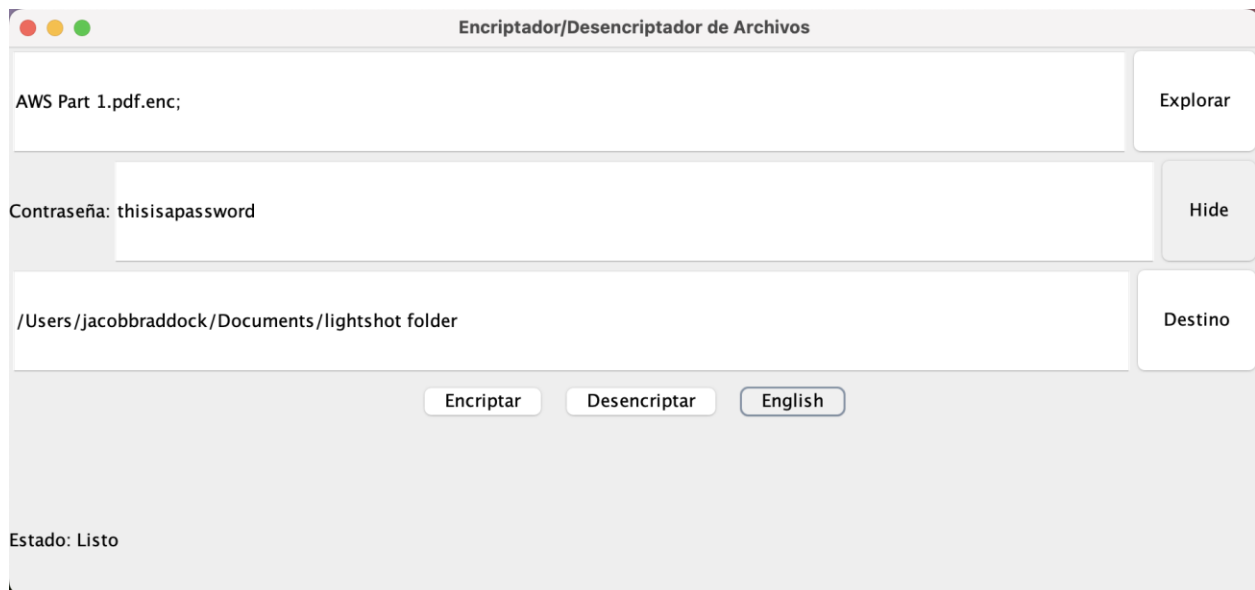 Encriptador/Desencriptador de Archivos
AWS Part 1.pdf.enc;
Explorar
Contraseña: thisisapassword
Hide
/Users/jacobbraddock/Documents/lightshot folder
Destino
Encriptar
Desencriptar
English
Estado: Listo